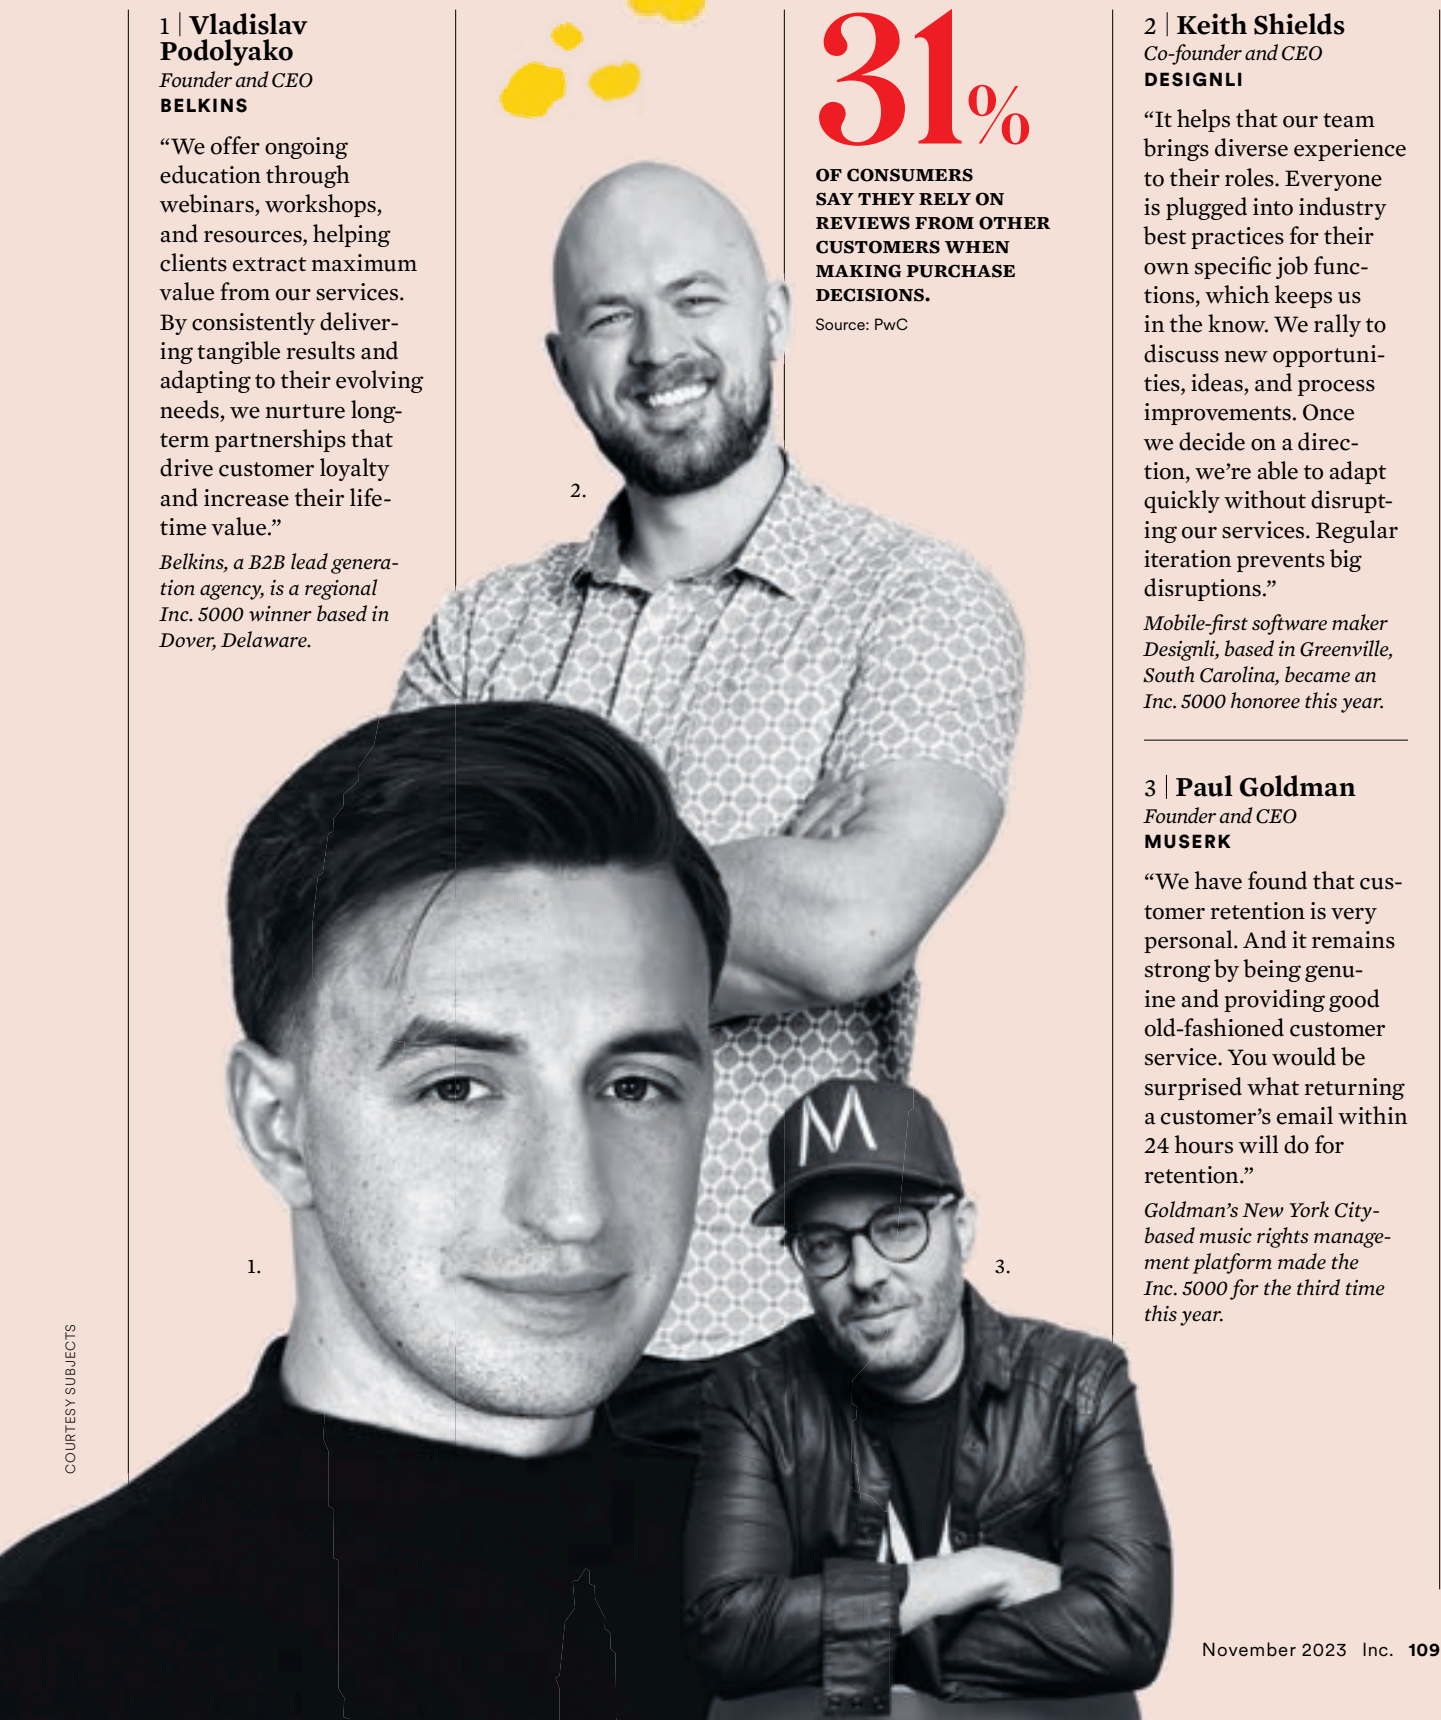 1 | Vladislav
Podolyako
Founder and CEO
BELKINS
“We offer ongoing
education through
webinars, workshops,
and resources, helping
clients extract maximum
value from our services.
By consistently deliver-
ing tangible results and
adapting to their evolving
needs, we nurture long-
term partnerships that
drive customer loyalty
and increase their life-
time value.”
Belkins, a B2B lead genera-
tion agency, is a regional
Inc. 5000 winner based in
Dover, Delaware.
31%
OF CONSUMERS
SAY THEY RELY ON
REVIEWS FROM OTHER
CUSTOMERS WHEN
MAKING PURCHASE
DECISIONS.
Source: PwC
2 | Keith Shields
Co-founder and CEO
DESIGNLI
“It helps that our team
brings diverse experience
to their roles. Everyone
is plugged into industry
best practices for their
own specific job func-
tions, which keeps us
in the know. We rally to
discuss new opportuni-
ties, ideas, and process
improvements. Once
we decide on a direc-
tion, we’re able to adapt
quickly without disrupt-
ing our services. Regular
iteration prevents big
disruptions.”
Mobile-first software maker
Designli, based in Greenville,
South Carolina, became an
Inc. 5000 honoree this year.
3 | Paul Goldman
Founder and CEO
MUSERK
“We have found that cus-
tomer retention is very
personal. And it remains
strong by being genu-
ine and providing good
old-fashioned customer
service. You would be
surprised what returning
a customer’s email within
24 hours will do for
retention.”
Goldman’s New York City-
based music rights manage-
ment platform made the
Inc. 5000 for the third time
this year.
2.
M
1.
3.
COURTESY SUBJECTS
November 2023 Inc. 109